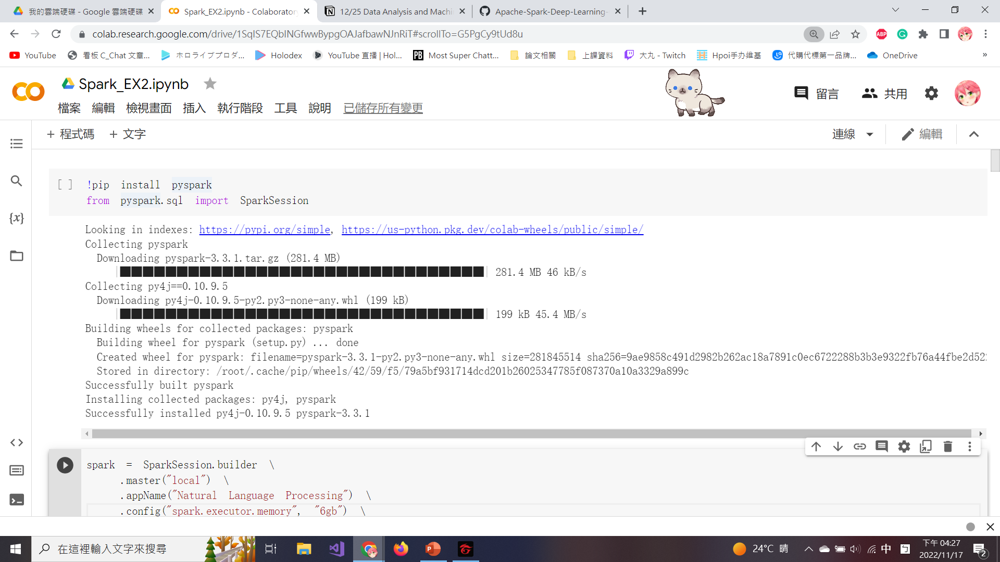 我的雲端硬碟 - Google 雲端硬碟
Spark_EX2.ipynb - Colaboratory
12/25 Data Analysis and Machi
Apache-Spark-Deep-Learning-
colab.research.google.com/drive/1SqIS7EQbINGfwwBypgOAJafbawNJnRiT#scrollTo=G5PgCy9tUd8u
ABP
YouTube
看板 C_Chat 文章...
ホロライブプロダ...
Holodex
YouTube 直播 | Hol...
PB
Most Super Chatt...
論文相關
上課資料
大丸 - Twitch
Hpoi手办维基
代購代標第一品牌...
OneDrive
»
Spark_EX2.ipynb
留言
共用
檔案 編輯 檢視畫面 插入 執行階段 工具 說明 已儲存所有變更
+ 程式碼 + 文字
連線
編輯
[ ] !pip install pyspark
from pyspark.sql import SparkSession
Looking in indexes: https://pypi.org/simple, https://us-python.pkg.dev/colab-wheels/public/simple/
Collecting pyspark
Downloading pyspark-3.3.1.tar.gz (281.4 MB)
281.4 MB 46 kB/s
Collecting py4j==0.10.9.5
Downloading py4j-0.10.9.5-py2.py3-none-any.whl (199 kB)
199 kB 45.4 MB/s
Building wheels for collected packages: pyspark
Building wheel for pyspark (setup.py) ... done
Created wheel for pyspark: filename=pyspark-3.3.1-py2.py3-none-any.whl size=281845514 sha256=9ae9858c491d2982b262ac18a7891c0ec6722288b3b3e9322fb76a44fbe2d52
Stored in directory: /root/.cache/pip/wheels/42/59/f5/79a5bf931714dcd201b26025347785f087370a10a3329a899c
Successfully built pyspark
Installing collected packages: py4j, pyspark
Successfully installed py4j-0.10.9.5 pyspark-3.3.1
spark = SparkSession.builder \
.master("local") \
.appName("Natural Language Processing") \
.config("spark.executor.memory", "6gb") \
在這裡輸入文字來搜尋
24°C 晴
中
下午 04:27
2022/11/17
2